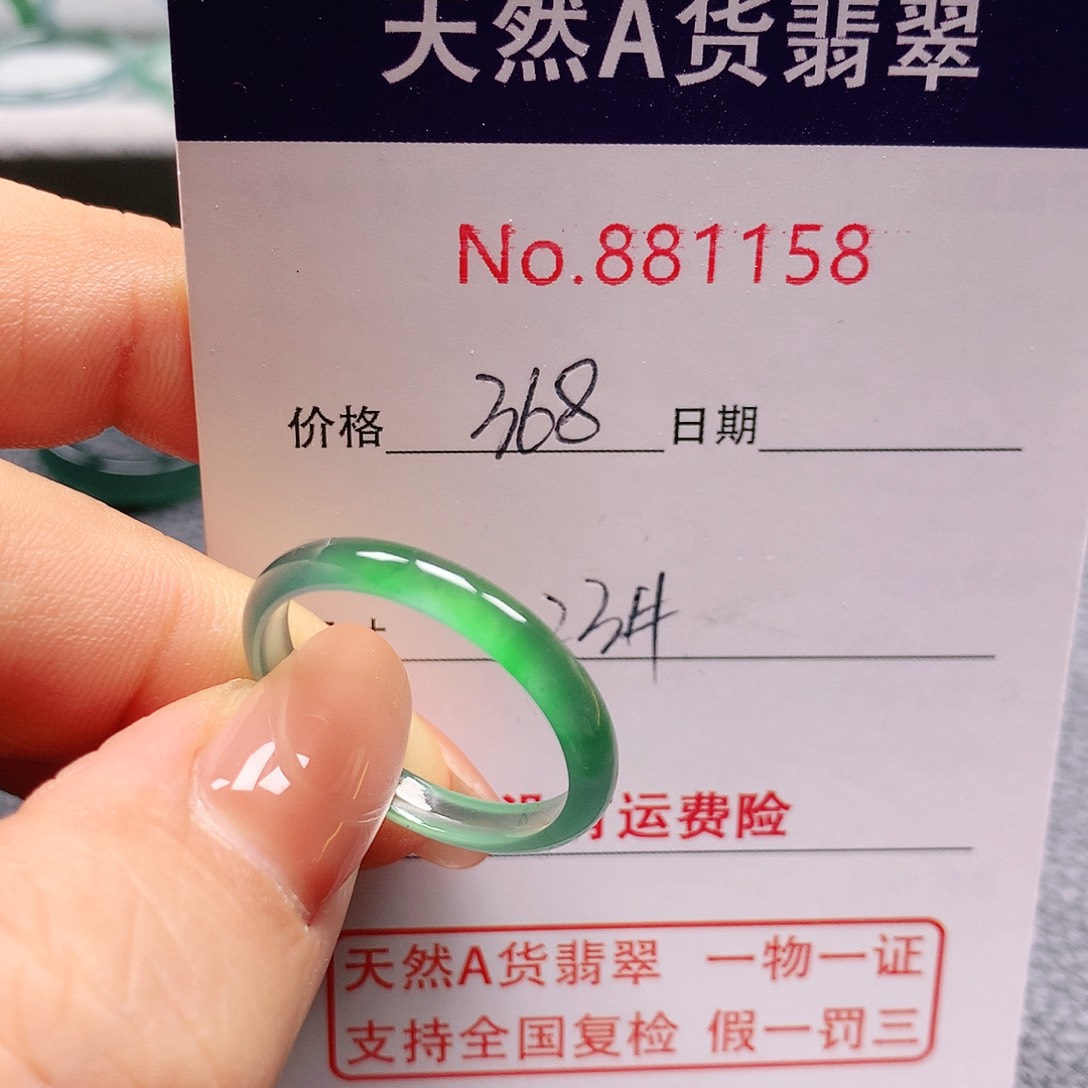 天然A货翡翠
No.881158
价格 368 日期
23#
运费险
天然A货翡翠 一物一证
支持全国复检 假一罚三